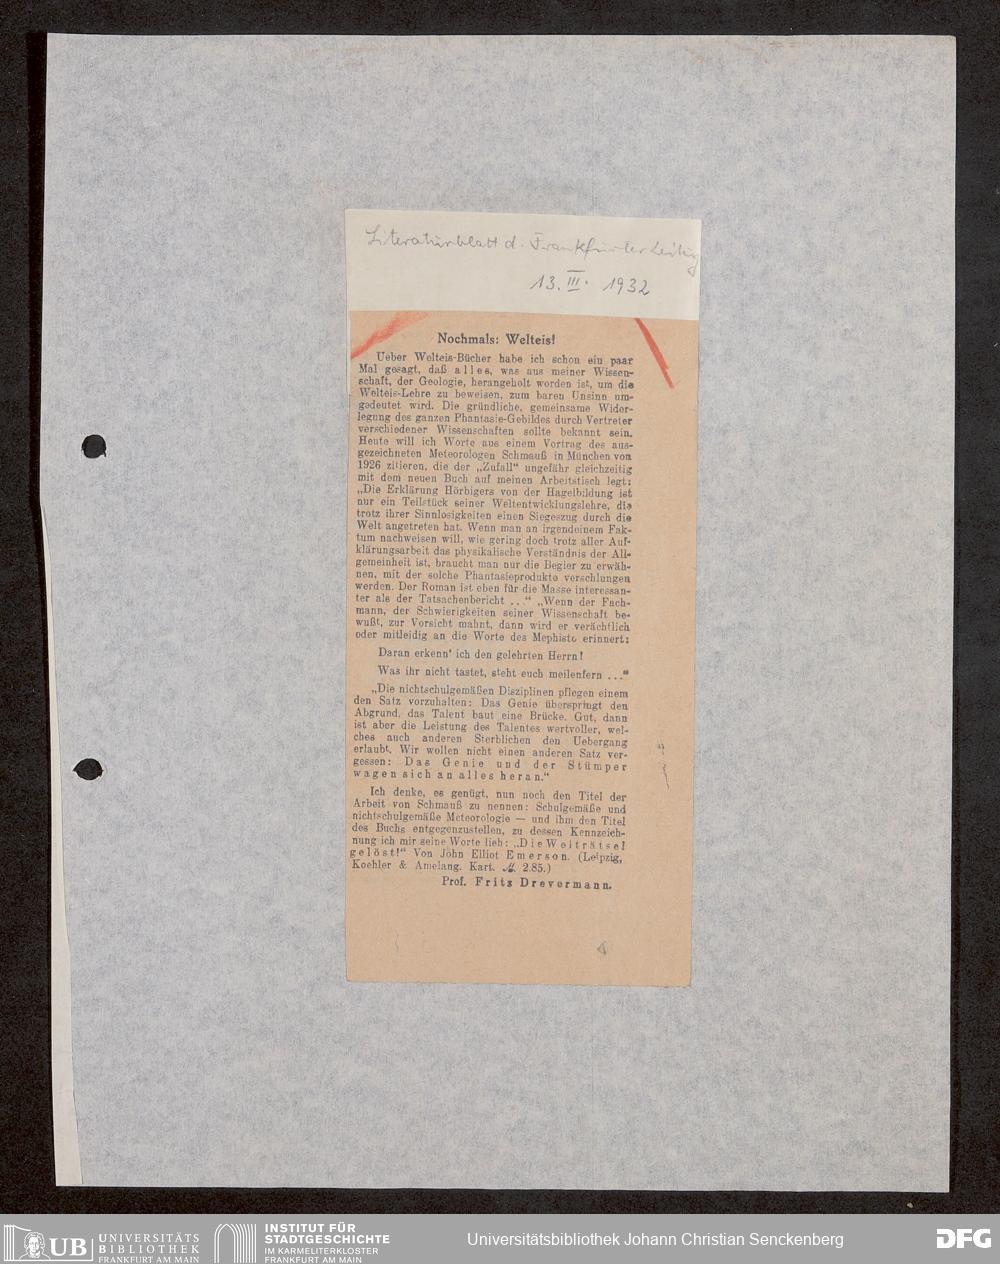 Literaturblatt d. Frankfurter Zeitung
13. III. 1932
Nochmals: Welteis!
Ueber Welteis-Bücher habe ich schon ein paar
Mal gesagt, daß alles, was aus meiner Wissen-
schaft, der Geologie, herangeholt worden ist, um die
Welteis-Lehre zu beweisen, zum baren Unsinn um-
gedeutet wird. Die gründliche, gemeinsame Wider-
legung des ganzen Phantasie-Gebildes durch Vertreter
verschiedener Wissenschaften sollte bekannt sein.
Heute will ich Worte aus einem Vortrag des aus-
gezeichneten Meteorologen Schmauß in München von
1926 zitieren, die der „Zufall“ ungefähr gleichzeitig
mit dem neuen Buch auf meinen Arbeitstisch legt:
„Die Erklärung Hörbigers von der Hagelbildung ist
nur ein Teilstück seiner Weltentwicklungslehre, die
trotz ihrer Sinnlosigkeiten einen Siegeszug durch die
Welt angetreten hat. Wenn man an irgendeinem Fak-
tum nachweisen will, wie gering doch trotz aller Auf-
klärungsarbeit das physikalische Verständnis der All-
gemeinheit ist, braucht man nur die Begier zu erwäh-
nen, mit der solche Phantasieprodukte verschlungen
werden. Der Roman ist eben für die Masse interessan-
ter als der Tatsachenbericht ...“ „Wenn der Fach-
mann, der Schwierigkeiten seiner Wissenschaft be-
wußt, zur Vorsicht mahnt, dann wird er verächtlich
oder mitleidig an die Worte des Mephisto erinnert:
Daran erkenn' ich den gelehrten Herrn!
Was ihr nicht tastet, steht euch meilenfern ...“
„Die nichtschulgemäßen Disziplinen pflegen einem
den Satz vorzuhalten: Das Genie überspringt den
Abgrund, das Talent baut eine Brücke. Gut, dann
ist aber die Leistung des Talentes wertvoller, wel-
ches auch anderen Sterblichen den Uebergang
erlaubt. Wir wollen nicht einen anderen Satz ver-
gessen: Das Genie und der Stümper
wagen sich an alles heran.“
Ich denke, es genügt, nun noch den Titel der
Arbeit von Schmauß zu nennen: Schulgemäße und
nichtschulgemäße Meteorologie — und ihm den Titel
des Buchs entgegenzustellen, zu dessen Kennzeich-
nung ich mir seine Worte lieh: „Die Welträtsel
gelöst!“ Von John Elliot Emerson. (Leipzig,
Koehler & Amelang. Kart. ℳ 2.85.)
Prof. Fritz Drevermann.
UB UNIVERSITÄTS
BIBLIOTHEK
FRANKFURT AM MAIN
INSTITUT FÜR
STADTGESCHICHTE
IM KARMELITERKLOSTER
FRANKFURT AM MAIN
Universitätsbibliothek Johann Christian Senckenberg
DFG